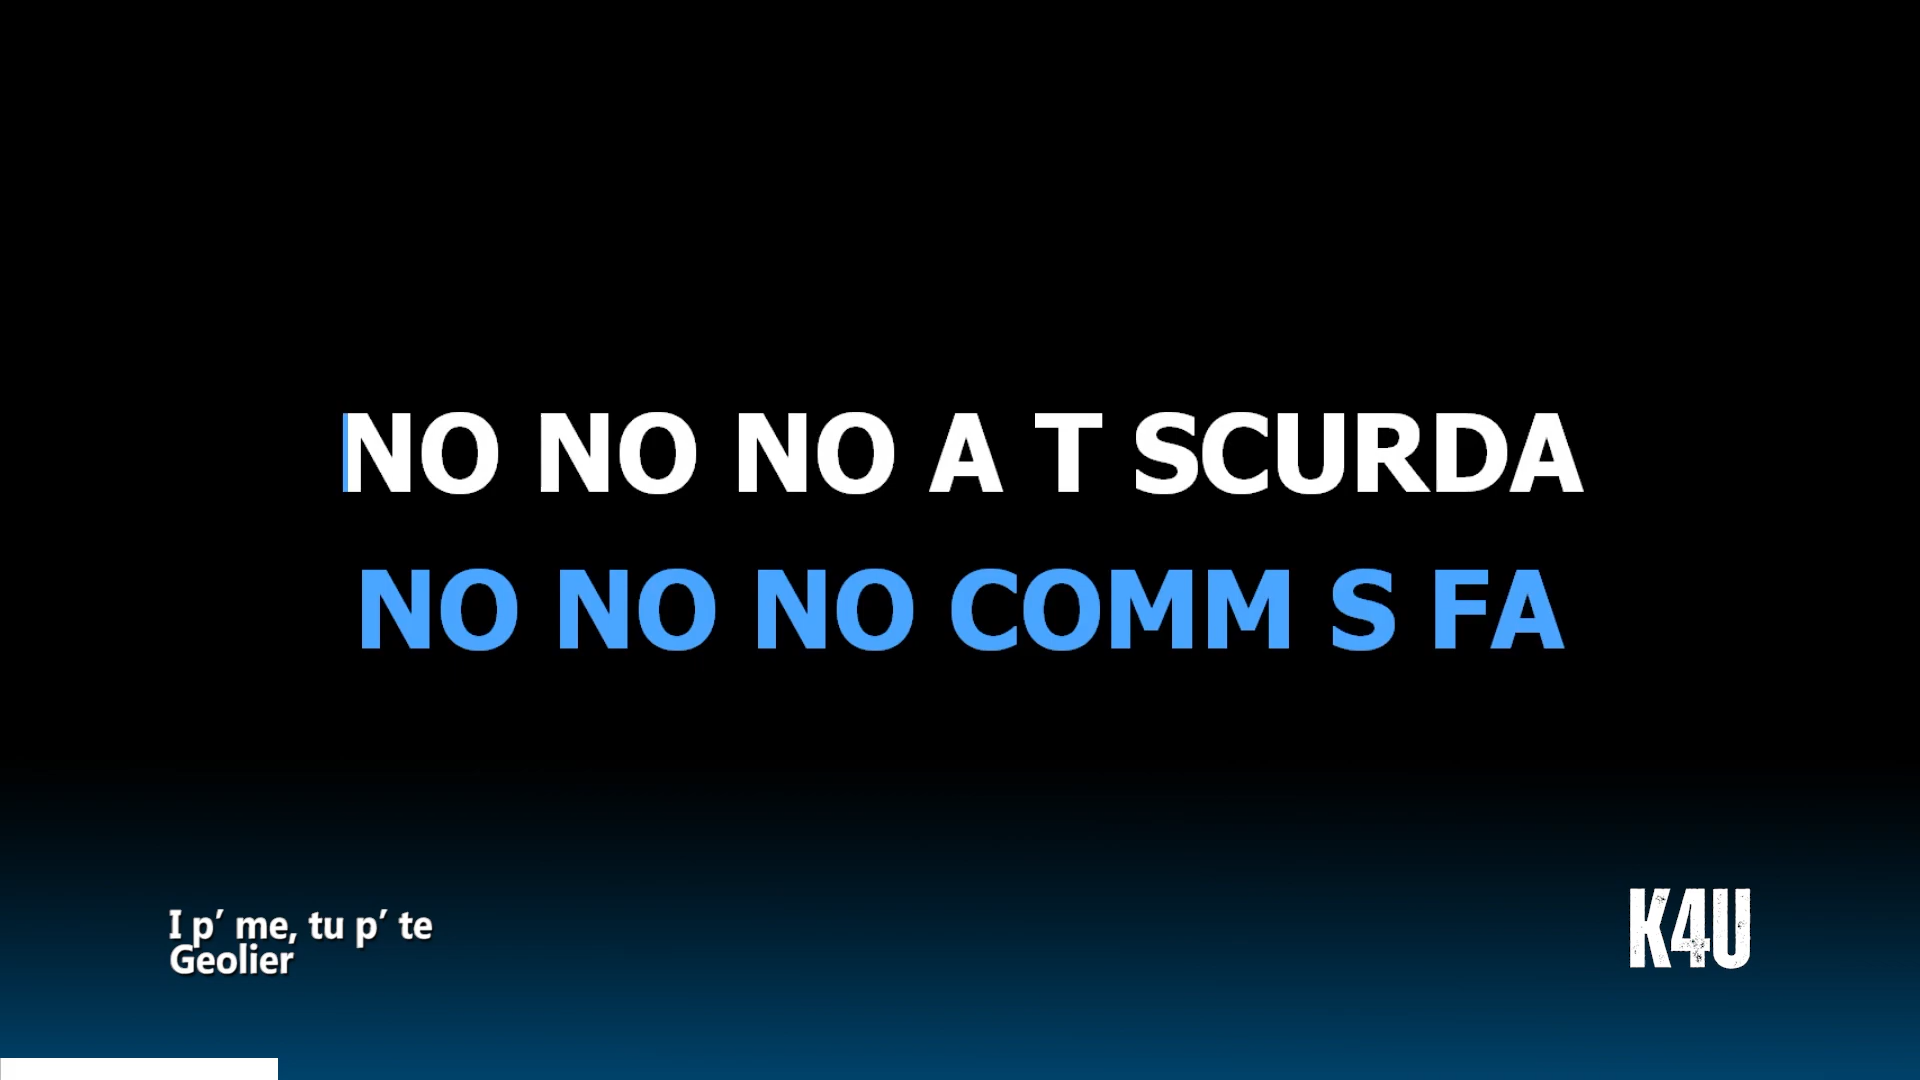 NO NO NO A T SCURDA
NO NO NO COMM S FA
I p’ me, tu p’ te
Geolier
K4U